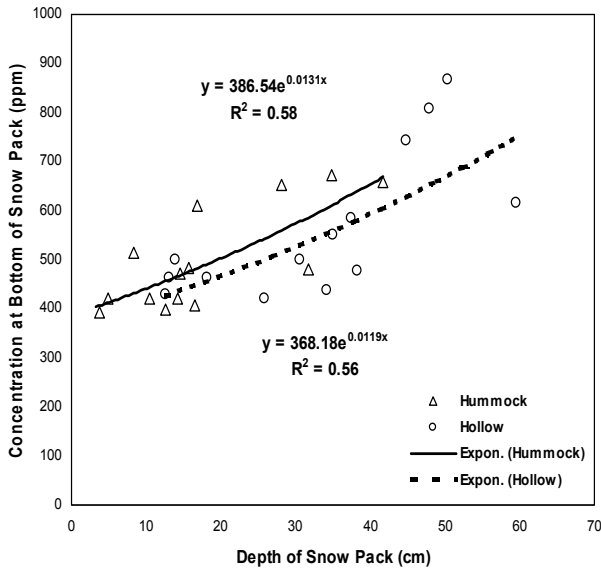 1000
900
800
700
600
500
400
300
200
100
0
Concentration at Bottom of Snow Pack (ppm)
y = 386.54e^0.0131x
R² = 0.58
y = 368.18e^0.0119x
R² = 0.56
Hummock
Hollow
Expon. (Hummock)
Expon. (Hollow)
0 10 20 30 40 50 60 70
Depth of Snow Pack (cm)